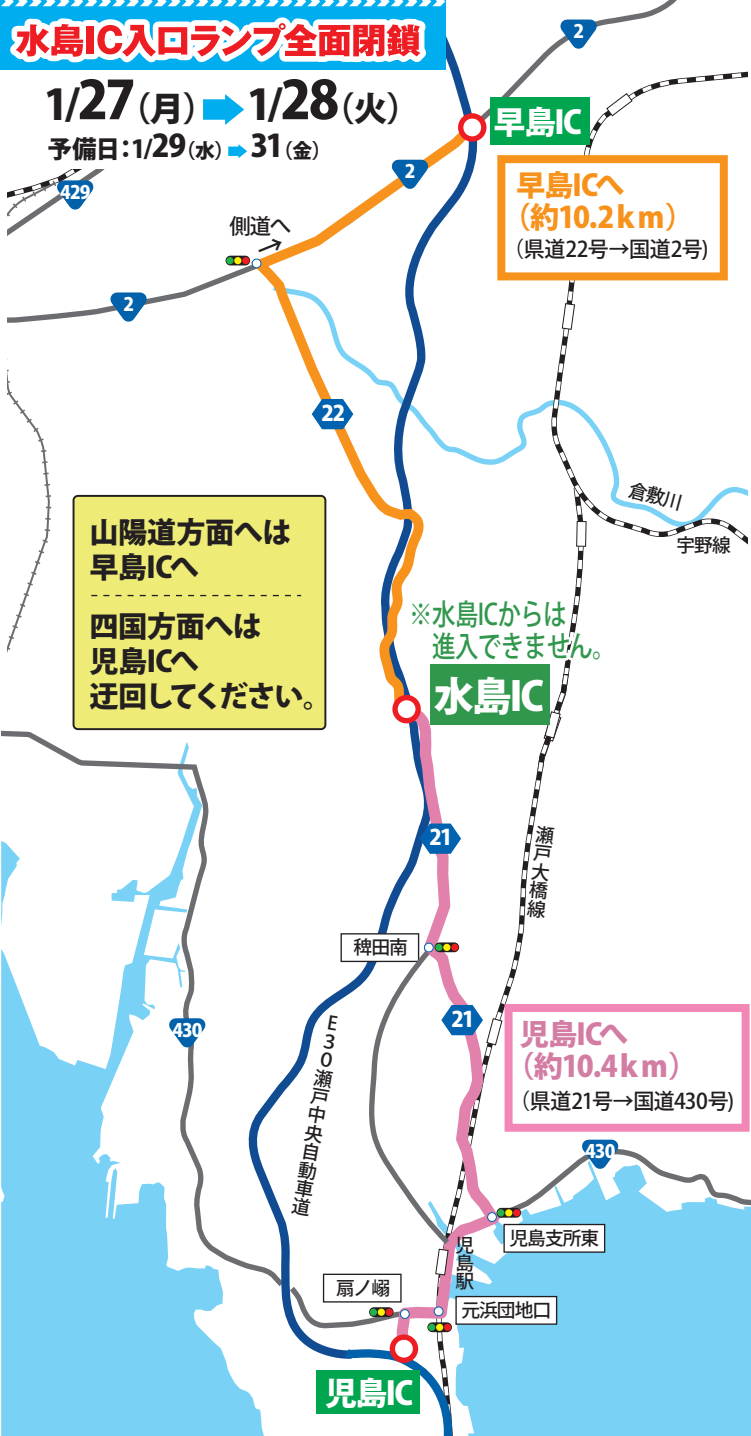 水島IC入口ランプ全面閉鎖
1/27(月)➡1/28(火)
予備日：1/29(水)➡31(金)
2
早島IC
早島ICへ
(約10.2km)
(県道22号→国道2号)
2
429
側道へ
2
22
倉敷川
宇野線
山陽道方面へは
早島ICへ
四国方面へは
児島ICへ
迂回してください。
※水島ICからは
進入できません。
水島IC
21
瀬戸大橋線
稗田南
21
児島ICへ
(約10.4km)
(県道21号→国道430号)
430
E30瀬戸中央自動車道
430
児島支所東
児島駅
扇ノ嵶
元浜団地口
児島IC